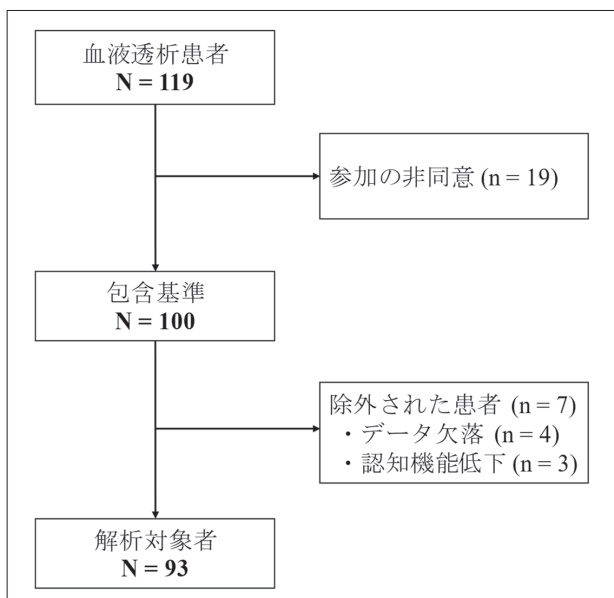 血液透析患者
N = 119
参加の非同意 (n = 19)
包含基準
N = 100
除外された患者 (n = 7)
・データ欠落 (n = 4)
・認知機能低下 (n = 3)
解析対象者
N = 93